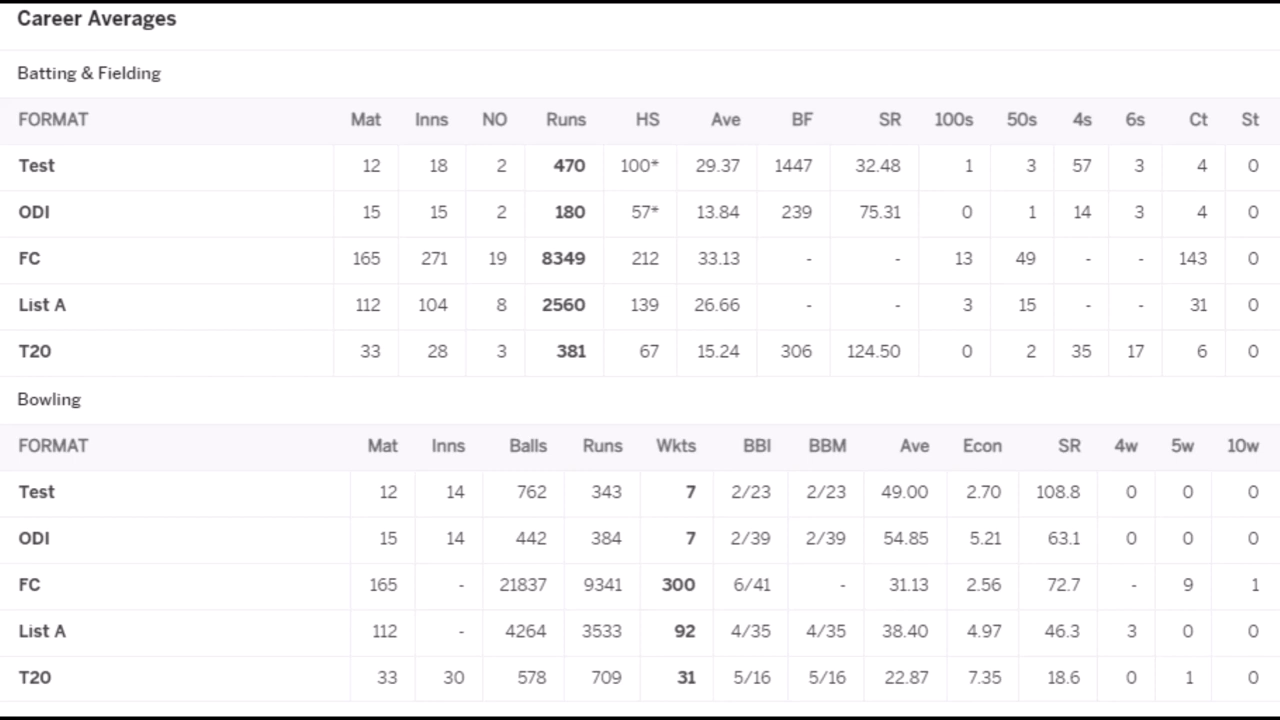 Career Averages
Batting & Fielding
FORMAT Mat Inns NO Runs HS Ave BF SR 100s 50s 4s 6s Ct St
Test 12 18 2 470 100* 29.37 1447 32.48 1 3 57 3 4 0
ODI 15 15 2 180 57* 13.84 239 75.31 0 1 14 3 4 0
FC 165 271 19 8349 212 33.13 - - 13 49 - - 143 0
List A 112 104 8 2560 139 26.66 - - 3 15 - - 31 0
T20 33 28 3 381 67 15.24 306 124.50 0 2 35 17 6 0
Bowling
FORMAT Mat Inns Balls Runs Wkts BBI BBM Ave Econ SR 4w 5w 10w
Test 12 14 762 343 7 2/23 2/23 49.00 2.70 108.8 0 0 0
ODI 15 14 442 384 7 2/39 2/39 54.85 5.21 63.1 0 0 0
FC 165 - 21837 9341 300 6/41 - 31.13 2.56 72.7 - 9 1
List A 112 - 4264 3533 92 4/35 4/35 38.40 4.97 46.3 3 0 0
T20 33 30 578 709 31 5/16 5/16 22.87 7.35 18.6 0 1 0